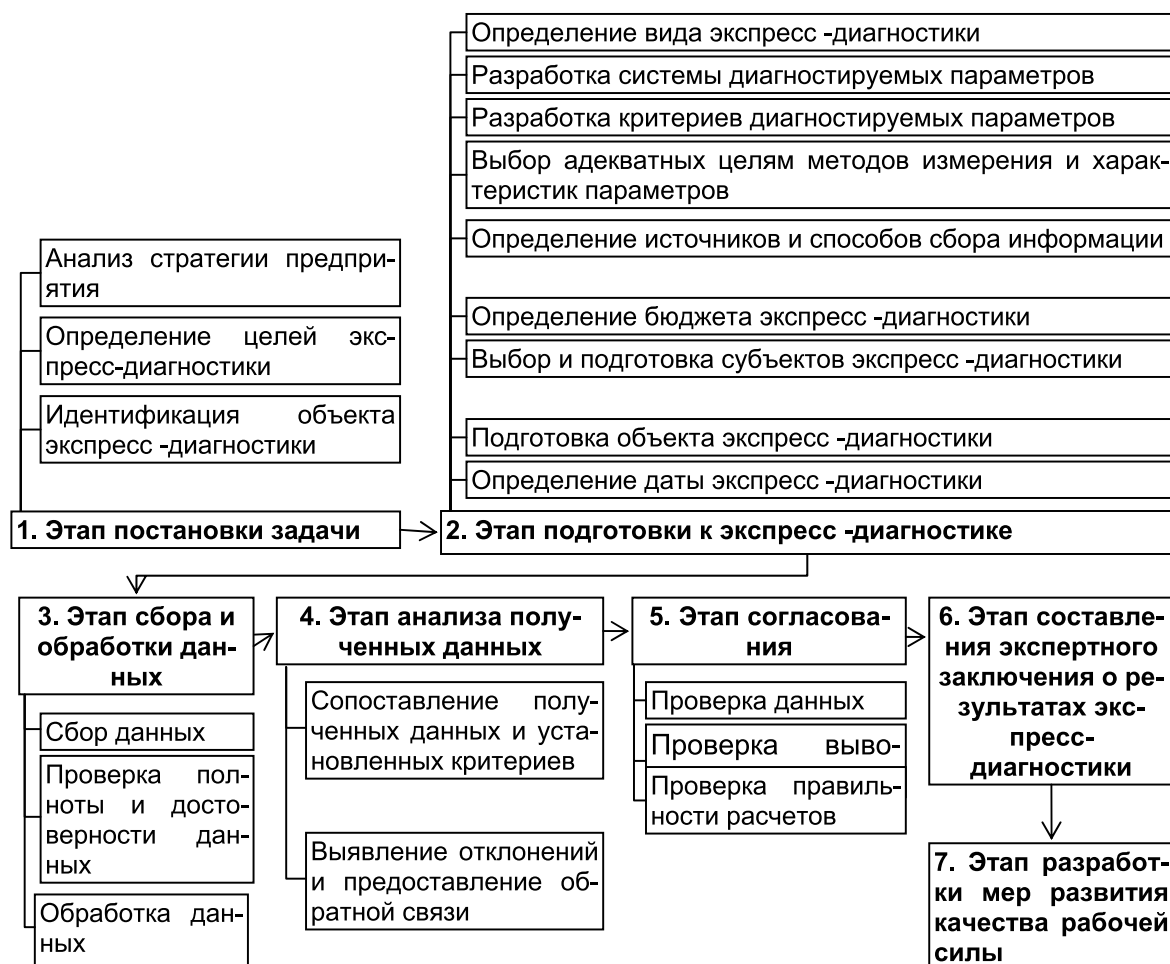 Определение вида экспресс -диагностики
Разработка системы диагностируемых параметров
Разработка критериев диагностируемых параметров
Выбор адекватных целям методов измерения и харак-
теристик параметров
Определение источников и способов сбора информации
Определение бюджета экспресс -диагностики
Выбор и подготовка субъектов экспресс -диагностики
Подготовка объекта экспресс -диагностики
Определение даты экспресс -диагностики
Анализ стратегии предпри-
ятия
Определение целей экс-
пресс-диагностики
Идентификация объекта
экспресс -диагностики
1. Этап постановки задачи
2. Этап подготовки к экспресс -диагностике
3. Этап сбора и
обработки дан-
ных
Сбор данных
Проверка пол-
ноты и досто-
верности дан-
ных
Обработка дан-
ных
4. Этап анализа полу-
ченных данных
Сопоставление полу-
ченных данных и уста-
новленных критериев
Выявление отклонений
и предоставление об-
ратной связи
5. Этап согласова-
ния
Проверка данных
Проверка выво-
Проверка правиль-
ности расчетов
6. Этап составле-
ния экспертного
заключения о ре-
зультатах экс-
пресс-
диагностики
7. Этап разработ-
ки мер развития
качества рабочей
силы